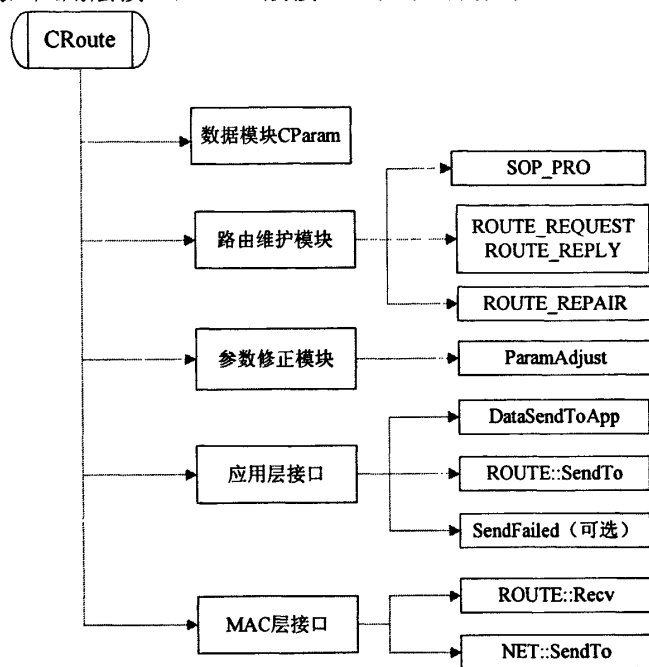 CRoute
数据模块CParam
SOP_PRO
路由维护模块
ROUTE_REQUEST
ROUTE_REPLY
ROUTE_REPAIR
参数修正模块
ParamAdjust
DataSendToApp
应用层接口
ROUTE::SendTo
SendFailed（可选）
ROUTE::Recv
MAC层接口
NET::SendTo